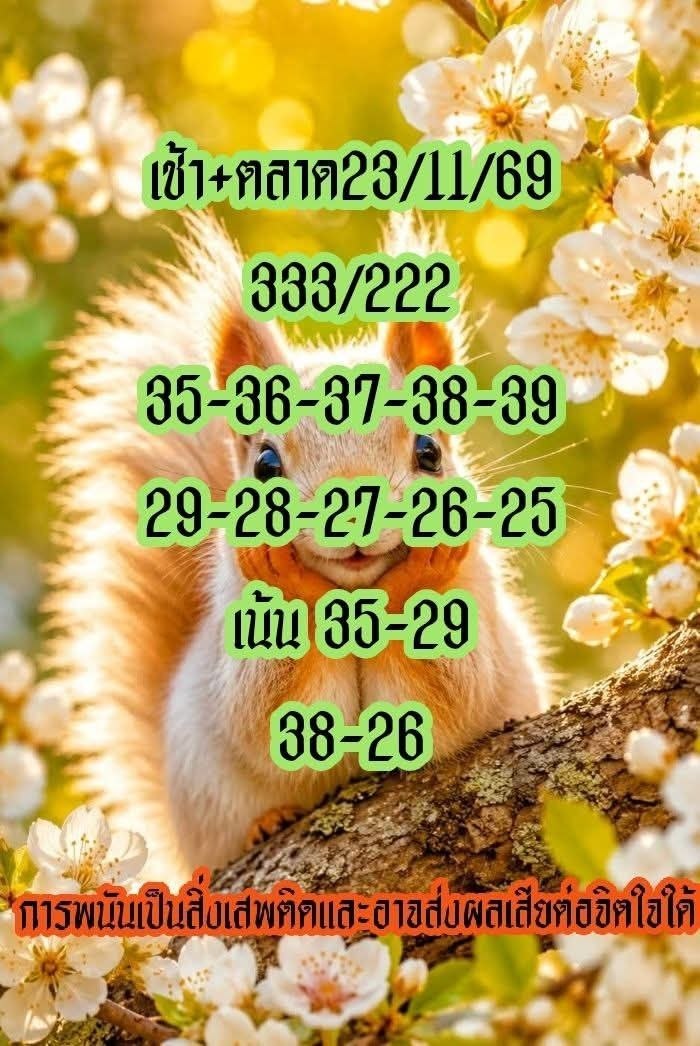 เช้า+ตลาด23/11/69
333/222
35-36-37-38-39
29-28-27-26-25
เน้น 35-29
38-26
การพนันเป็นสิ่งเสพติดและอาจส่งผลเสียต่อจิตใจได้